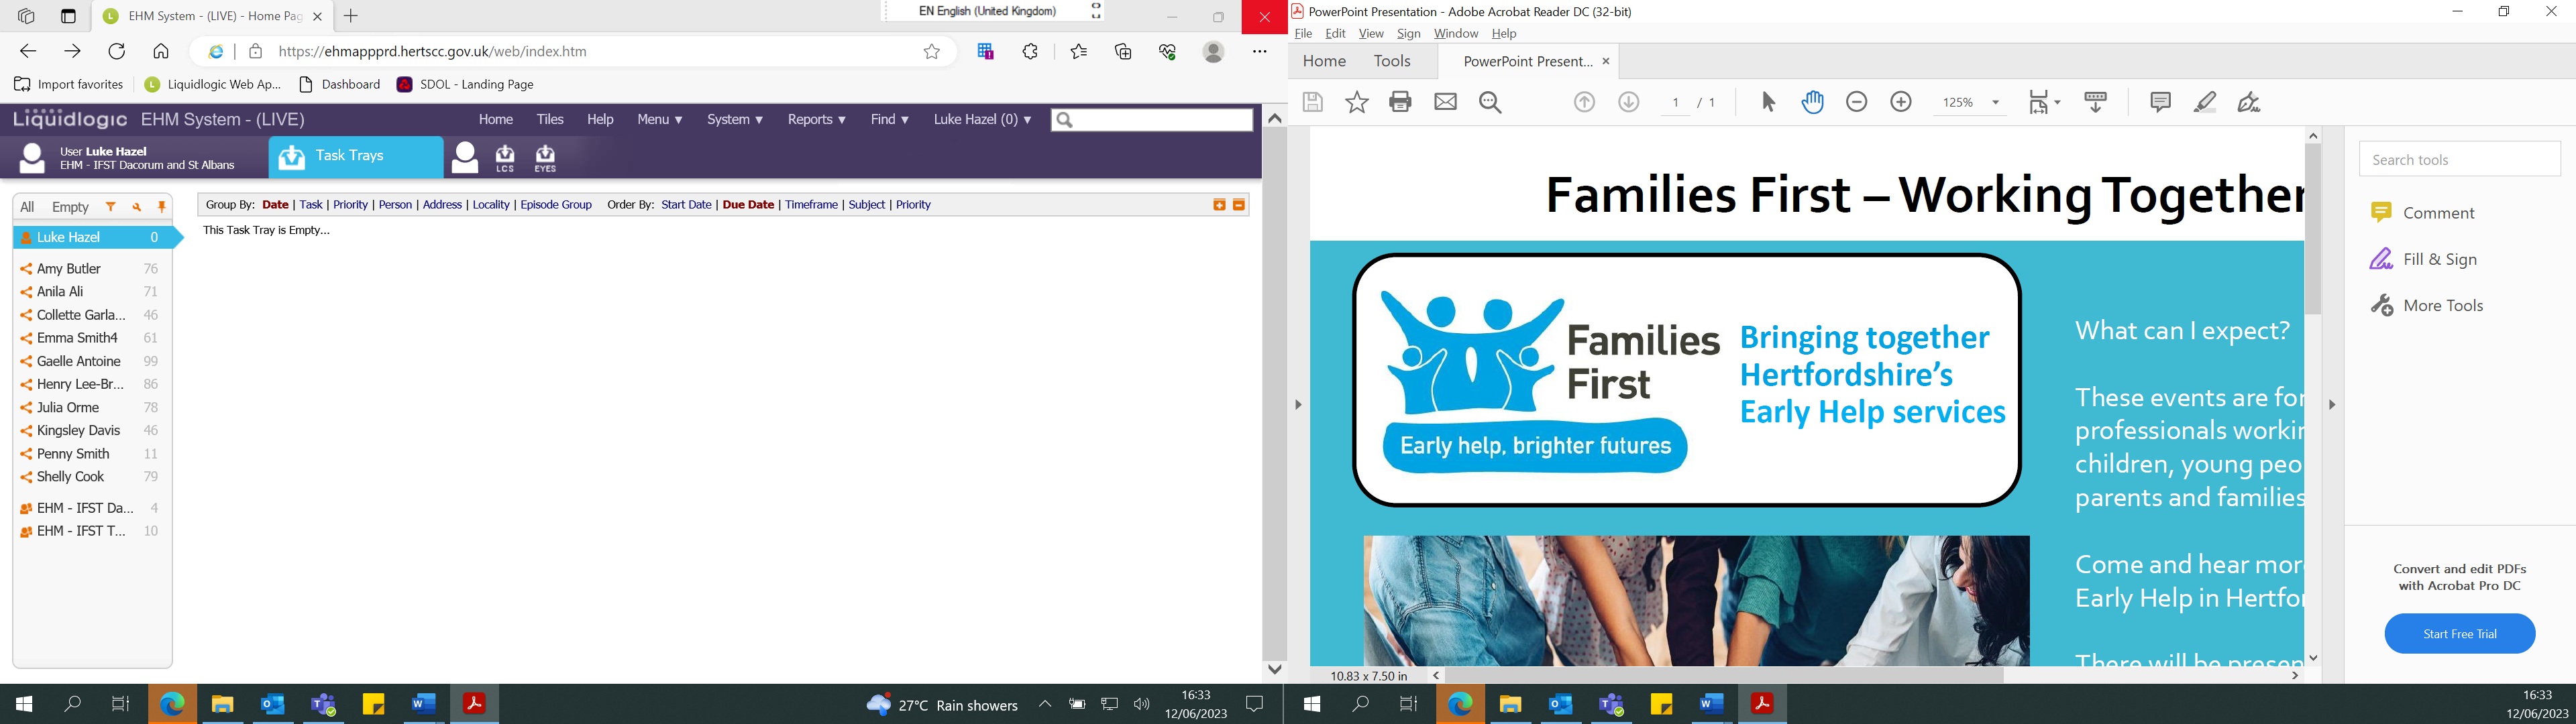 EHM System - (LIVE) - Home Pag
EN English (United Kingdom)
https://ehmappprd.hertscc.gov.uk/web/index.htm
Import favorites
Liquidlogic Web Ap...
Dashboard
SDOL - Landing Page
Liquidlogic EHM System - (LIVE)
Home Tiles Help Menu ▼ System ▼ Reports ▼ Find ▼ Luke Hazel (0) ▼
User Luke Hazel
EHM - IFST Dacorum and St Albans
Task Trays
LCS EYES
All Empty
Group By: Date | Task | Priority | Person | Address | Locality | Episode Group Order By: Start Date | Due Date | Timeframe | Subject | Priority
This Task Tray is Empty...
Luke Hazel 0
Amy Butler 76
Anila Ali 71
Collette Garla... 46
Emma Smith4 61
Gaelle Antoine 99
Henry Lee-Br... 86
Julia Orme 78
Kingsley Davis 46
Penny Smith 11
Shelly Cook 79
EHM - IFST Da... 4
EHM - IFST T... 10
27°C Rain showers
16:33
12/06/2023
PowerPoint Presentation - Adobe Acrobat Reader DC (32-bit)
File Edit View Sign Window Help
Home Tools PowerPoint Present... ×
1 / 1
125%
Families First – Working Together
Families
First
Early help, brighter futures
Bringing together
Hertfordshire's
Early Help services
What can I expect?
These events are for
professionals workin
children, young peo
parents and families
Come and hear mor
Early Help in Hertfor
There will be presen
10.83 x 7.50 in
Search tools
Comment
Fill & Sign
More Tools
Convert and edit PDFs
with Acrobat Pro DC
Start Free Trial
16:33
12/06/2023